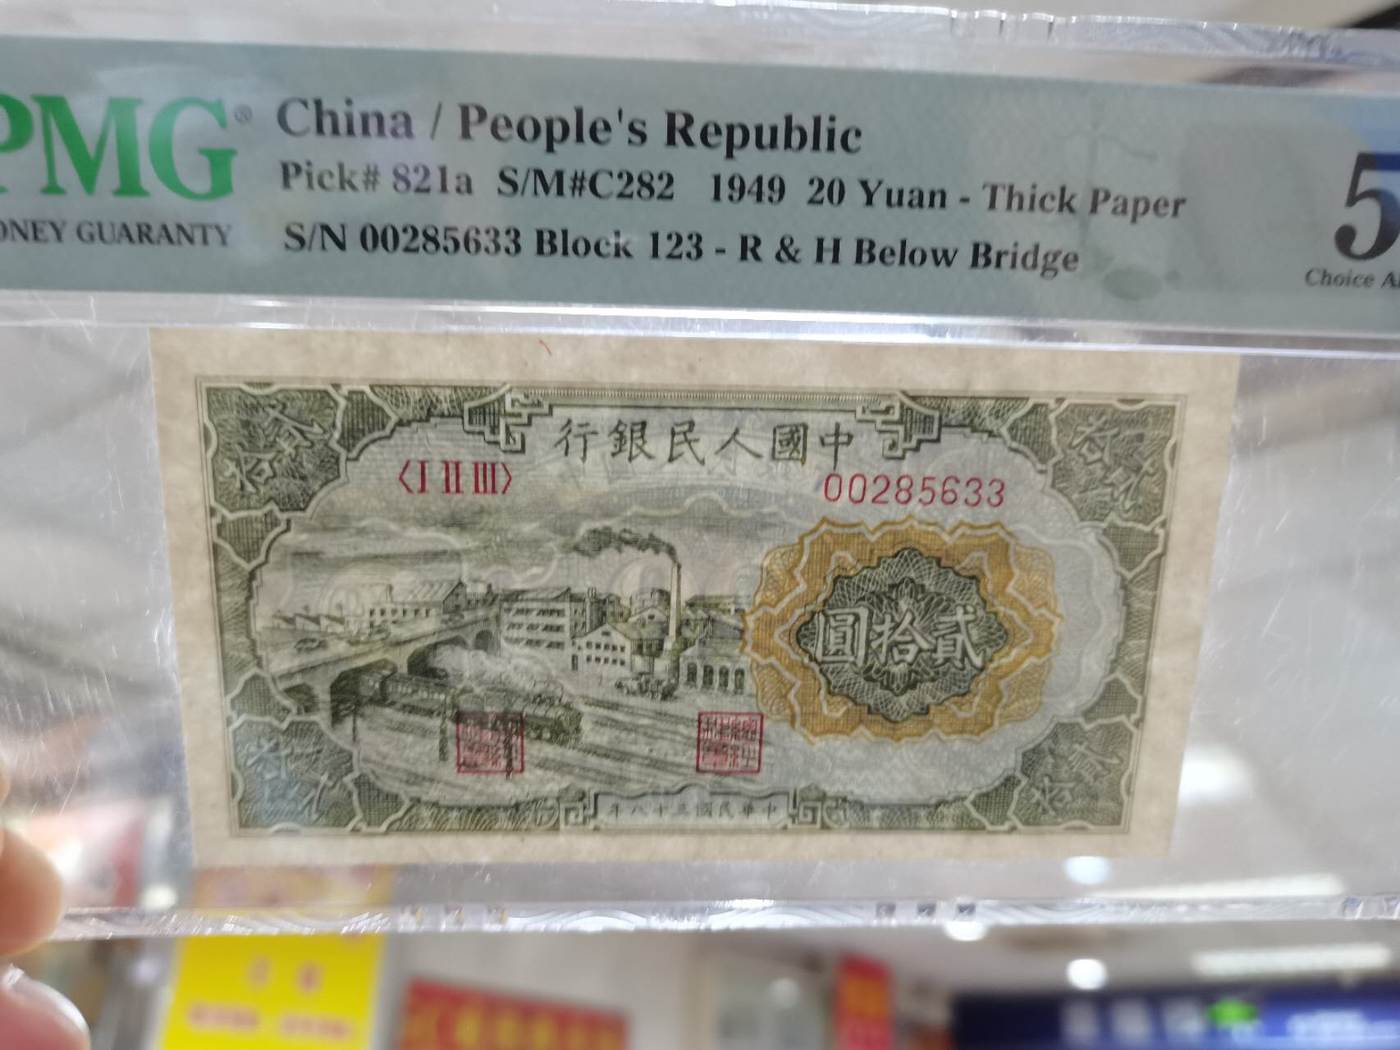 PMG®
China / People's Republic
Pick# 821a S/M#C282 1949 20 Yuan - Thick Paper
S/N 00285633 Block 123 - R & H Below Bridge
GUARANTY
5
Choice
行銀民人國中
〈I II III〉
00285633
圓拾貳
年八十三國民華中